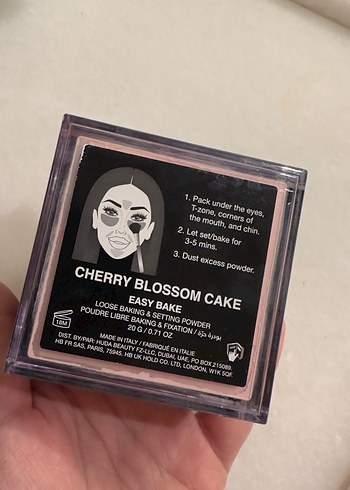 1. Pack under the eyes,
T-zone, corners of
the mouth, and chin.
2. Let set/bake for
3-5 mins.
3. Dust excess powder.
CHERRY BLOSSOM CAKE
EASY BAKE
LOOSE BAKING & SETTING POWDER
POUDRE LIBRE BAKING & FIXATION / بودرة حرّة
20 G / 0.71 OZ
18M
MADE IN ITALY / FABRIQUÉ EN ITALIE
DIST. BY/PAR: HUDA BEAUTY FZ-LLC, DUBAI, UAE, PO BOX 215089.
HB FR SAS, PARIS, 75945. HB UK HOLD CO. LTD, LONDON, W1K 5QF.